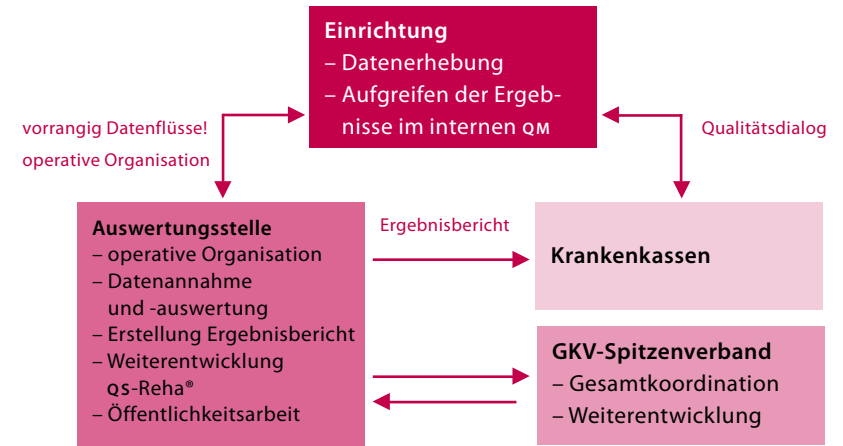 Einrichtung
– Datenerhebung
– Aufgreifen der Ergeb-
nisse im internen QM
vorrangig Datenflüsse!
operative Organisation
Qualitätsdialog
Auswertungsstelle
– operative Organisation
– Datenannahme
und -auswertung
– Erstellung Ergebnisbericht
– Weiterentwicklung
QS-Reha®
– Öffentlichkeitsarbeit
Ergebnisbericht
Krankenkassen
GKV-Spitzenverband
– Gesamtkoordination
– Weiterentwicklung